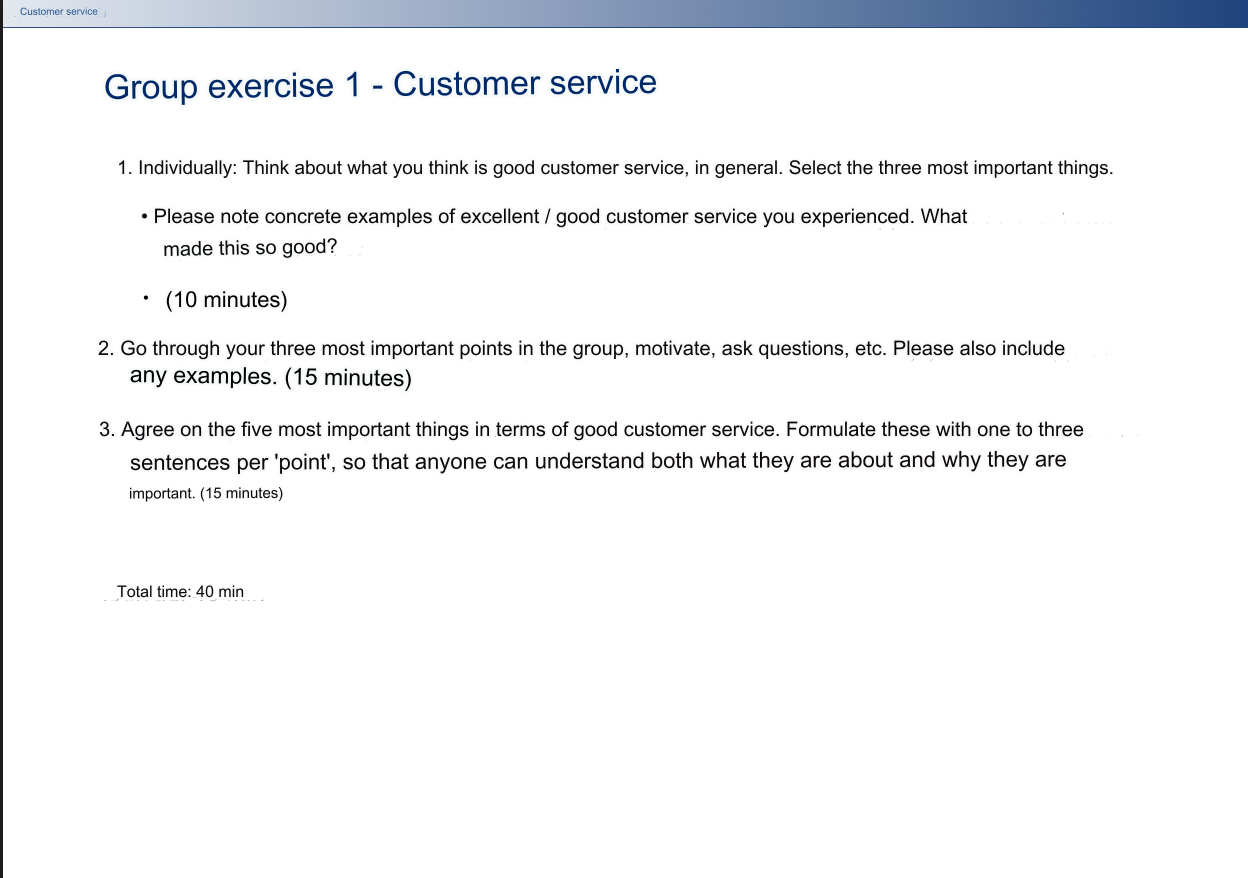 Customer service
Group exercise 1 - Customer service
1. Individually: Think about what you think is good customer service, in general. Select the three most important things.
• Please note concrete examples of excellent / good customer service you experienced. What
made this so good?
• (10 minutes)
2. Go through your three most important points in the group, motivate, ask questions, etc. Please also include
any examples. (15 minutes)
3. Agree on the five most important things in terms of good customer service. Formulate these with one to three
sentences per 'point', so that anyone can understand both what they are about and why they are
important. (15 minutes)
Total time: 40 min